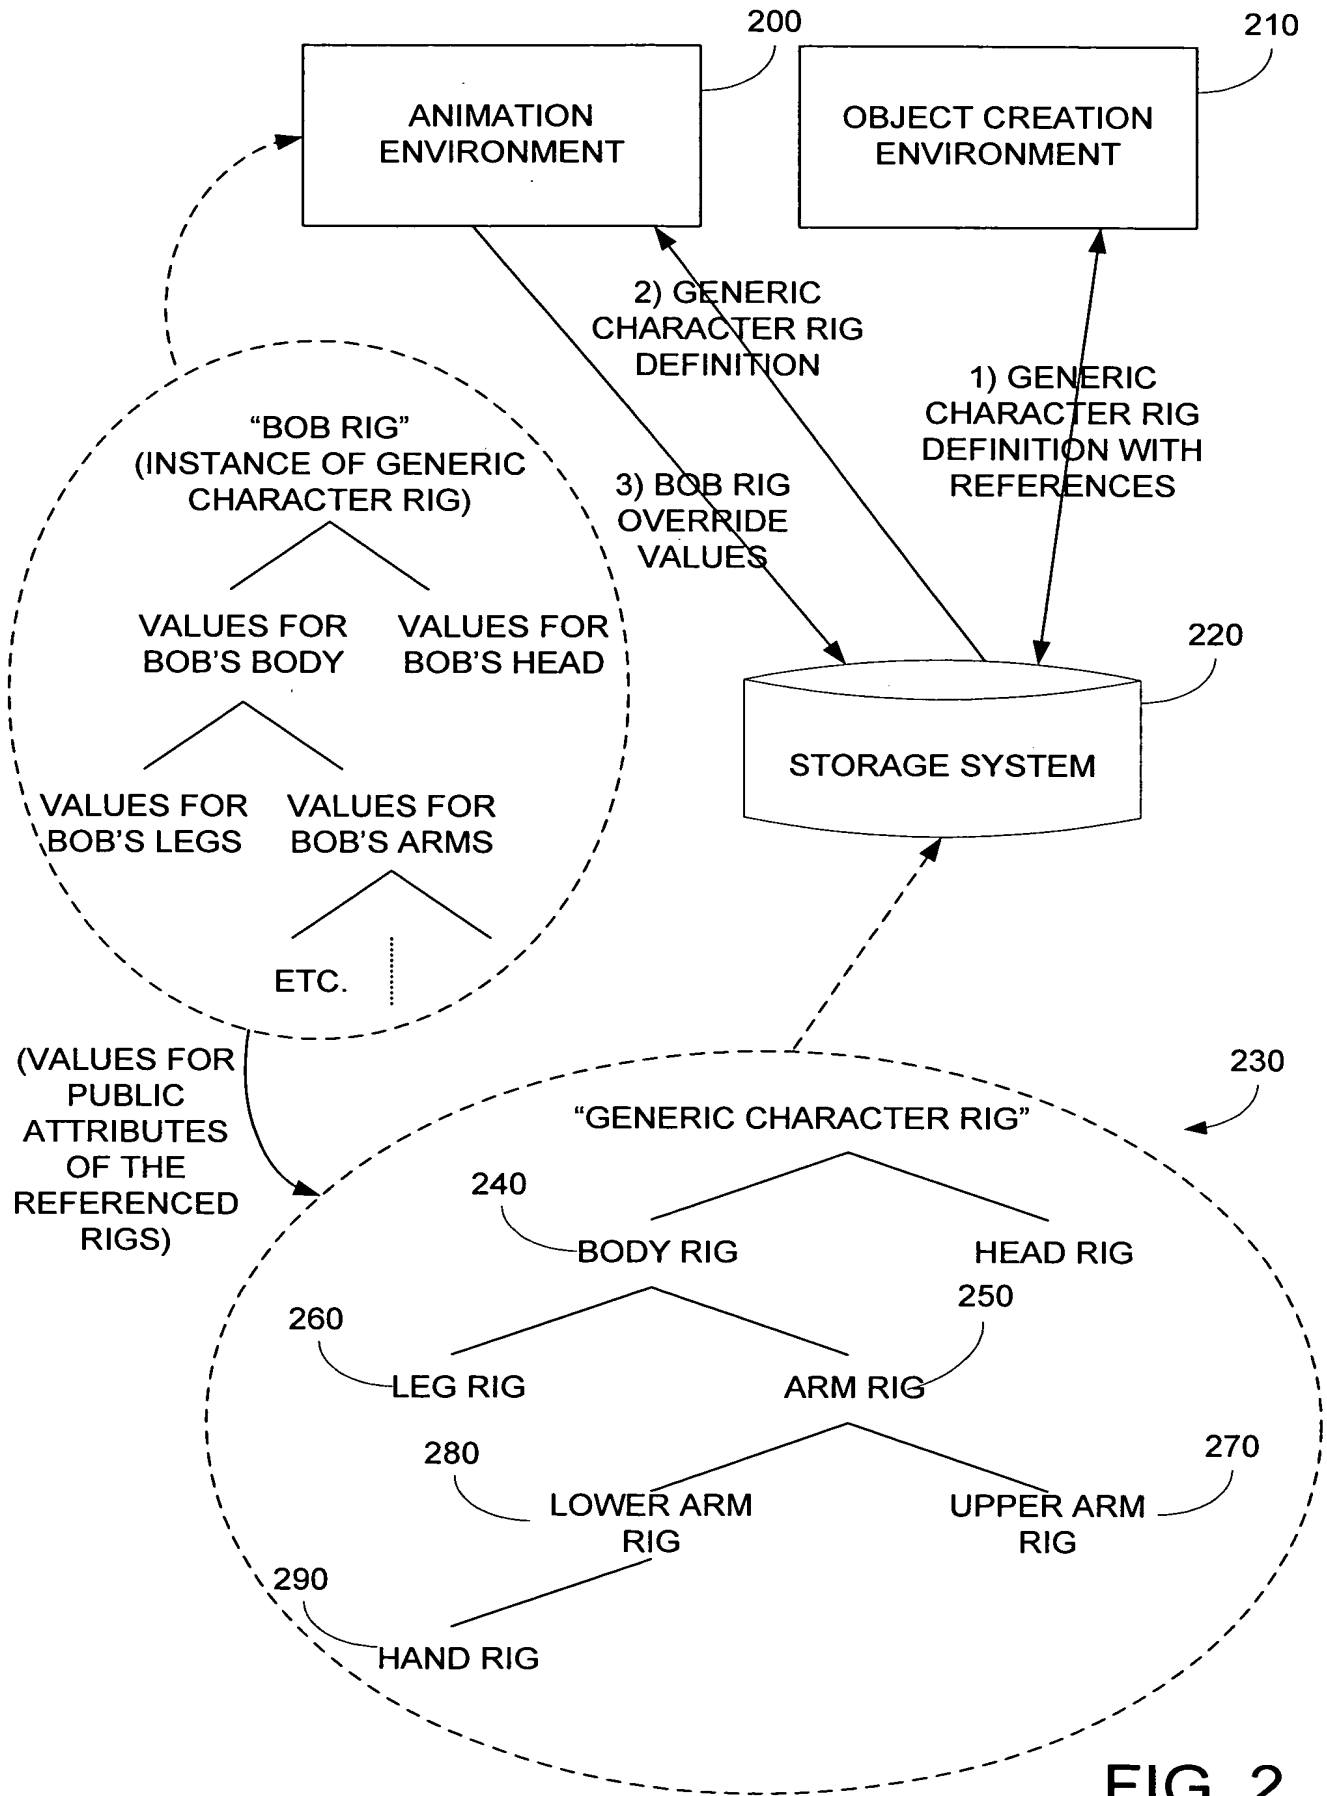 200
210
ANIMATION
ENVIRONMENT
OBJECT CREATION
ENVIRONMENT
2) GENERIC
CHARACTER RIG
DEFINITION
1) GENERIC
CHARACTER RIG
DEFINITION WITH
REFERENCES
“BOB RIG”
(INSTANCE OF GENERIC
CHARACTER RIG)
3) BOB RIG
OVERRIDE
VALUES
VALUES FOR
BOB’S BODY
VALUES FOR
BOB’S HEAD
220
STORAGE SYSTEM
VALUES FOR
BOB’S LEGS
VALUES FOR
BOB’S ARMS
ETC.
(VALUES FOR
PUBLIC
ATTRIBUTES
OF THE
REFERENCED
RIGS)
230
“GENERIC CHARACTER RIG”
240
BODY RIG
HEAD RIG
260
250
LEG RIG
ARM RIG
280
270
LOWER ARM
RIG
UPPER ARM
RIG
290
HAND RIG
FIG. 2